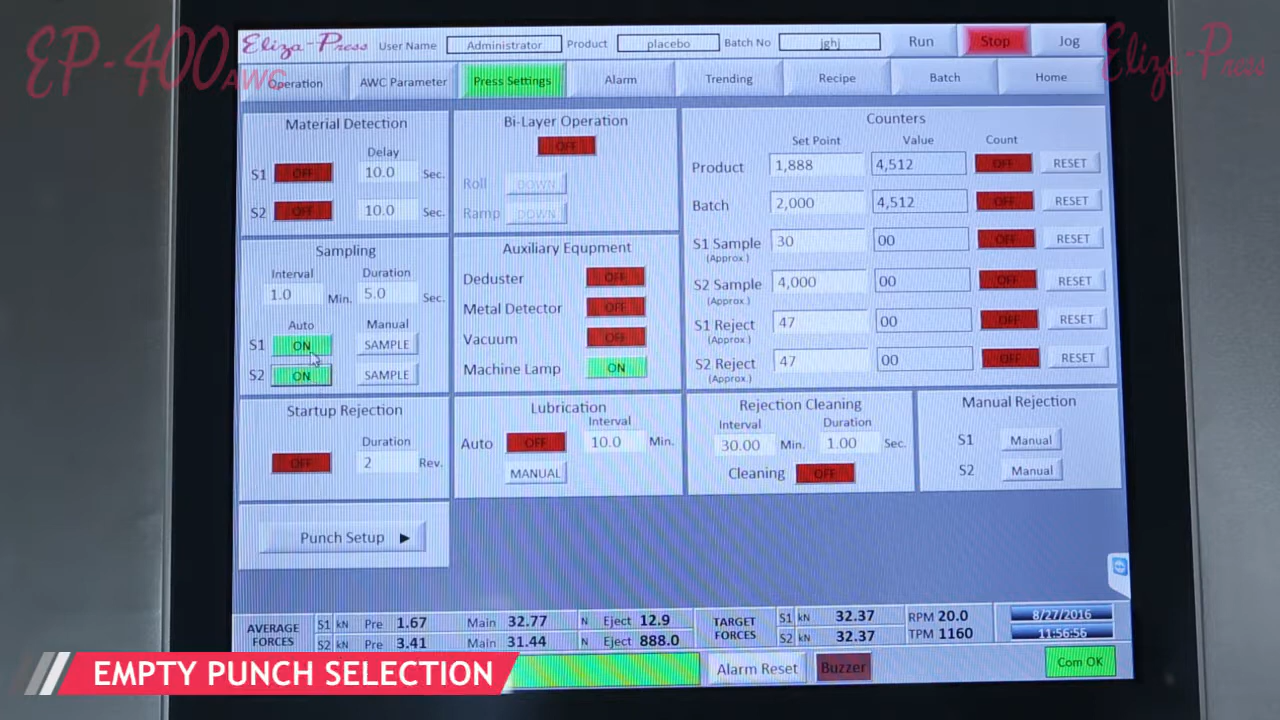 EP-400AWC
Eliza-Press
Eliza-Press User Name Administrator Product placebo Batch No jghj Run Stop Jog
Operation AWC Parameter Press Settings Alarm Trending Recipe Batch Home
Material Detection
Delay
S1 OFF 10.0 Sec.
S2 OFF 10.0 Sec.
Bi-Layer Operation
OFF
Roll DOWN
Ramp DOWN
Counters
Set Point Value Count
Product 1,888 4,512 OFF RESET
Batch 2,000 4,512 OFF RESET
S1 Sample 30 00 OFF RESET
(Approx.)
S2 Sample 4,000 00 OFF RESET
(Approx.)
S1 Reject 47 00 OFF RESET
(Approx.)
S2 Reject 47 00 OFF RESET
(Approx.)
Sampling
Interval Duration
1.0 Min. 5.0 Sec.
Auto Manual
S1 ON SAMPLE
S2 ON SAMPLE
Auxiliary Equpment
Deduster OFF
Metal Detector OFF
Vacuum OFF
Machine Lamp ON
Startup Rejection
Duration
OFF 2 Rev.
Lubrication
Interval
Auto OFF 10.0 Min.
MANUAL
Rejection Cleaning
Interval Duration
30.00 Min. 1.00 Sec.
Cleaning OFF
Manual Rejection
S1 Manual
S2 Manual
Punch Setup
AVERAGE FORCES
S1 kN Pre 1.67 Main 32.77 N Eject 12.9
S2 kN Pre 3.41 Main 31.44 N Eject 888.0
TARGET FORCES
S1 kN 32.37
S2 kN 32.37
RPM 20.0
TPM 1160
8/27/2016
11:56:56
Alarm Reset Buzzer Com OK
EMPTY PUNCH SELECTION